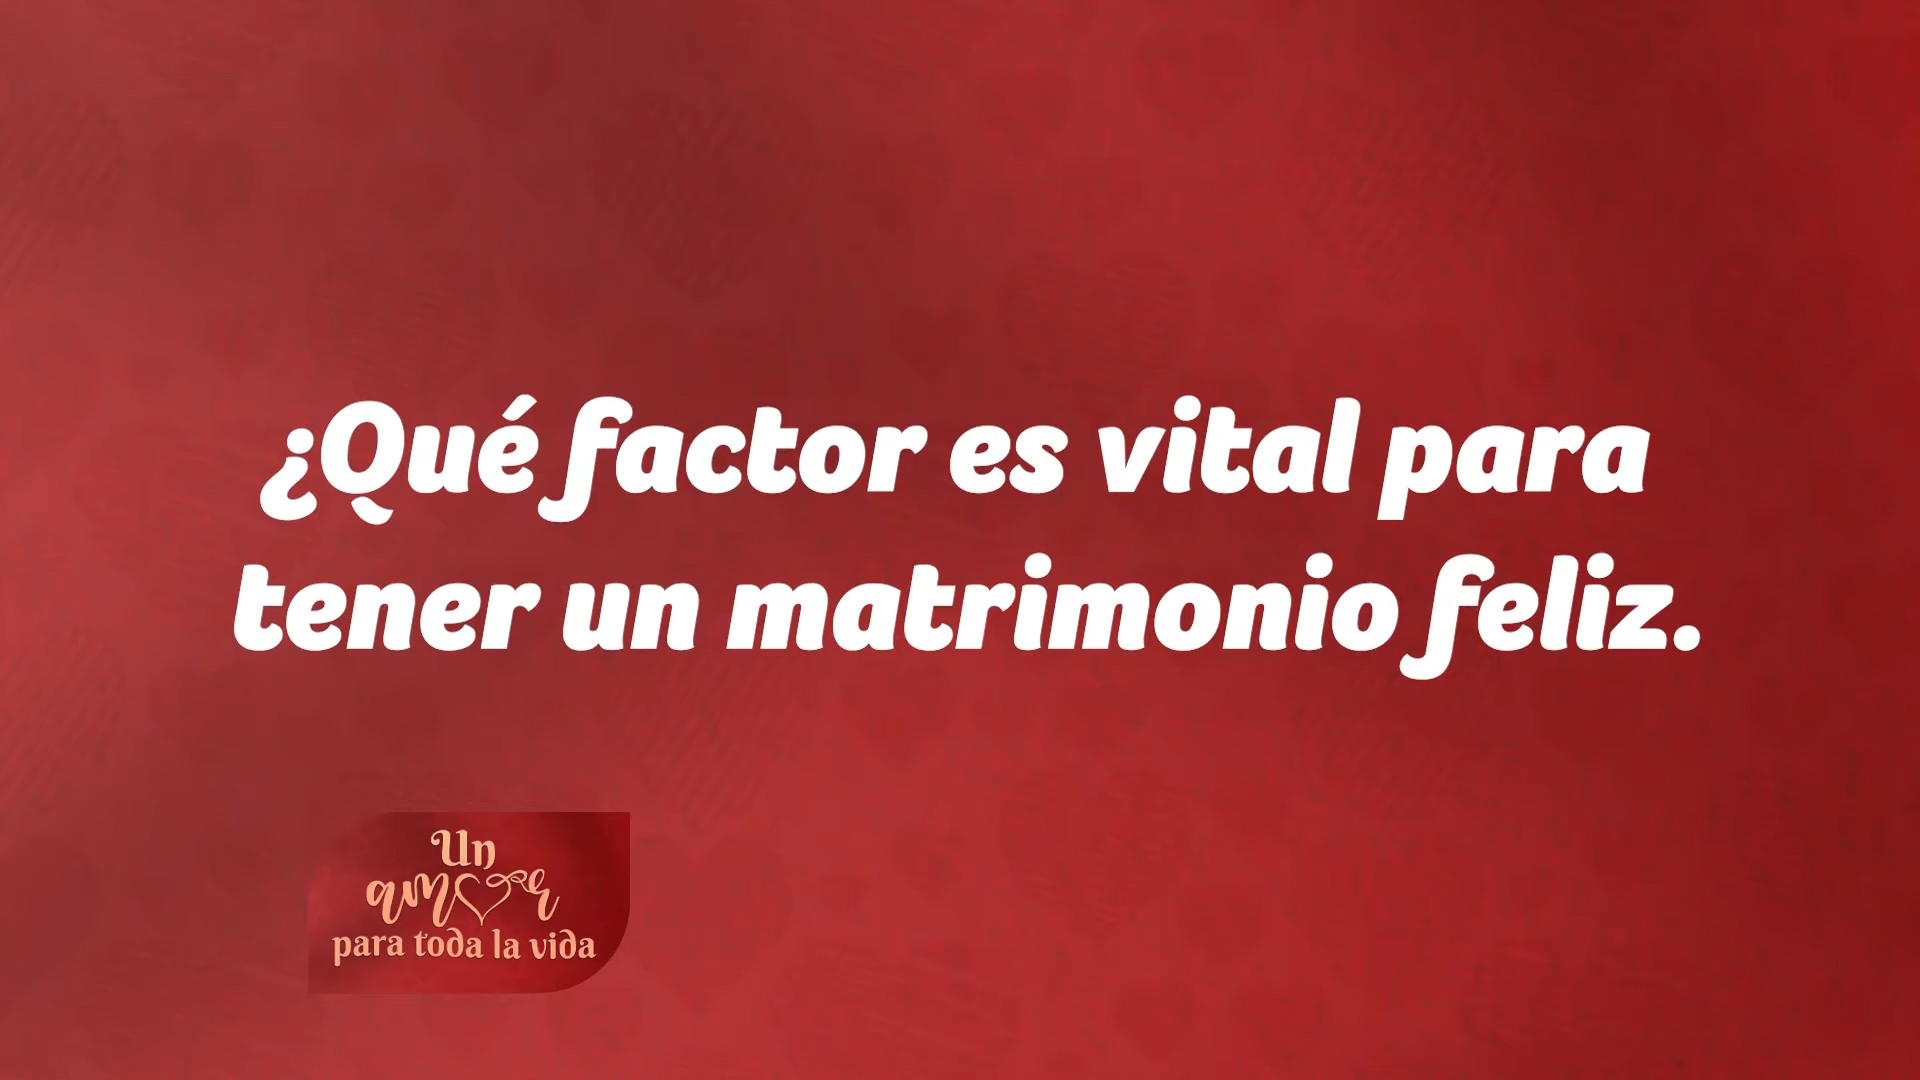 ¿Qué factor es vital para
tener un matrimonio feliz.
Un
amor
para toda la vida